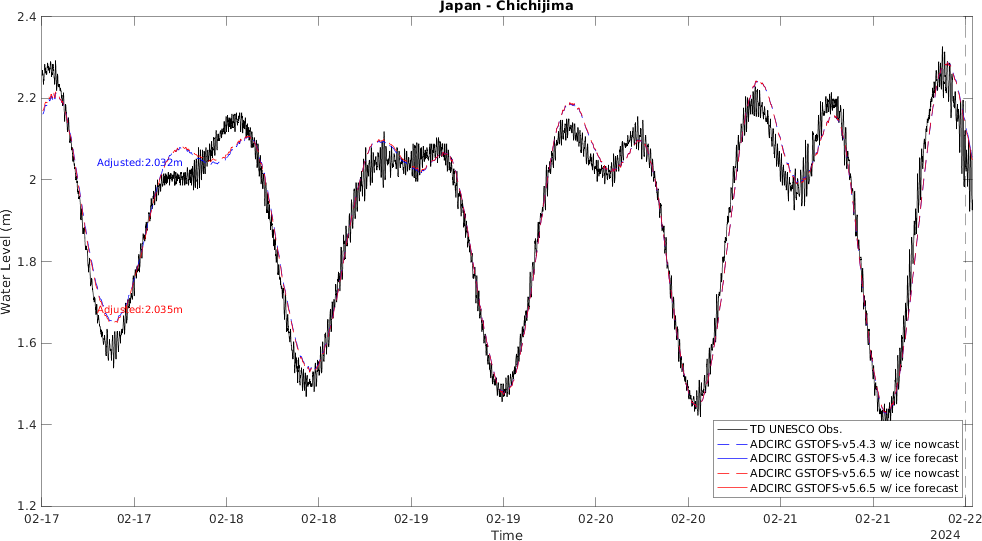 Japan - Chichijima
2.4
2.2
2
1.8
1.6
1.4
1.2
Water Level (m)
Adjusted:2.032m
Adjusted:2.035m
TD UNESCO Obs.
ADCIRC GSTOFS-v5.4.3 w/ ice nowcast
ADCIRC GSTOFS-v5.4.3 w/ ice forecast
ADCIRC GSTOFS-v5.6.5 w/ ice nowcast
ADCIRC GSTOFS-v5.6.5 w/ ice forecast
02-17 02-17 02-18 02-18 02-19 02-19 02-20 02-20 02-21 02-21 02-22
Time
2024